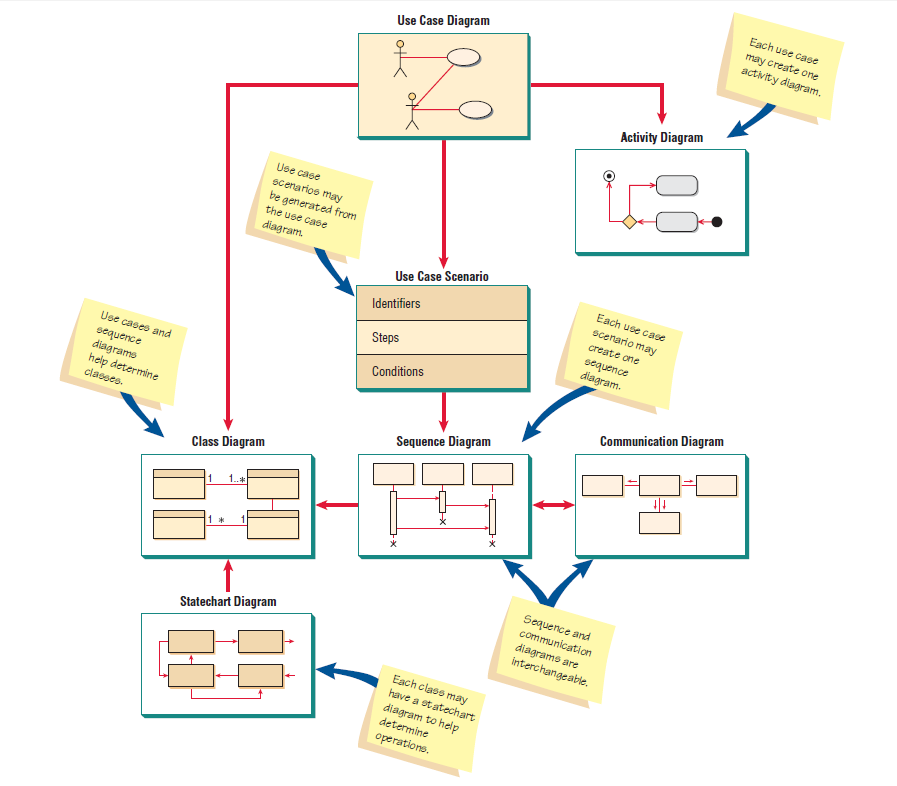 Use Case Diagram
Each use case
may create one
activity diagram.
Activity Diagram
Use case
scenarios may
be generated from
the use case
diagram.
Use Case Scenario
Identifiers
Steps
Conditions
Use cases and
sequence
diagrams
help determine
classes.
Each use case
scenario may
create one
sequence
diagram.
Class Diagram
1 1..*
1 * 1
Sequence Diagram
Communication Diagram
Statechart Diagram
Sequence and
communication
diagrams are
interchangeable.
Each class may
have a statechart
diagram to help
determine
operations.